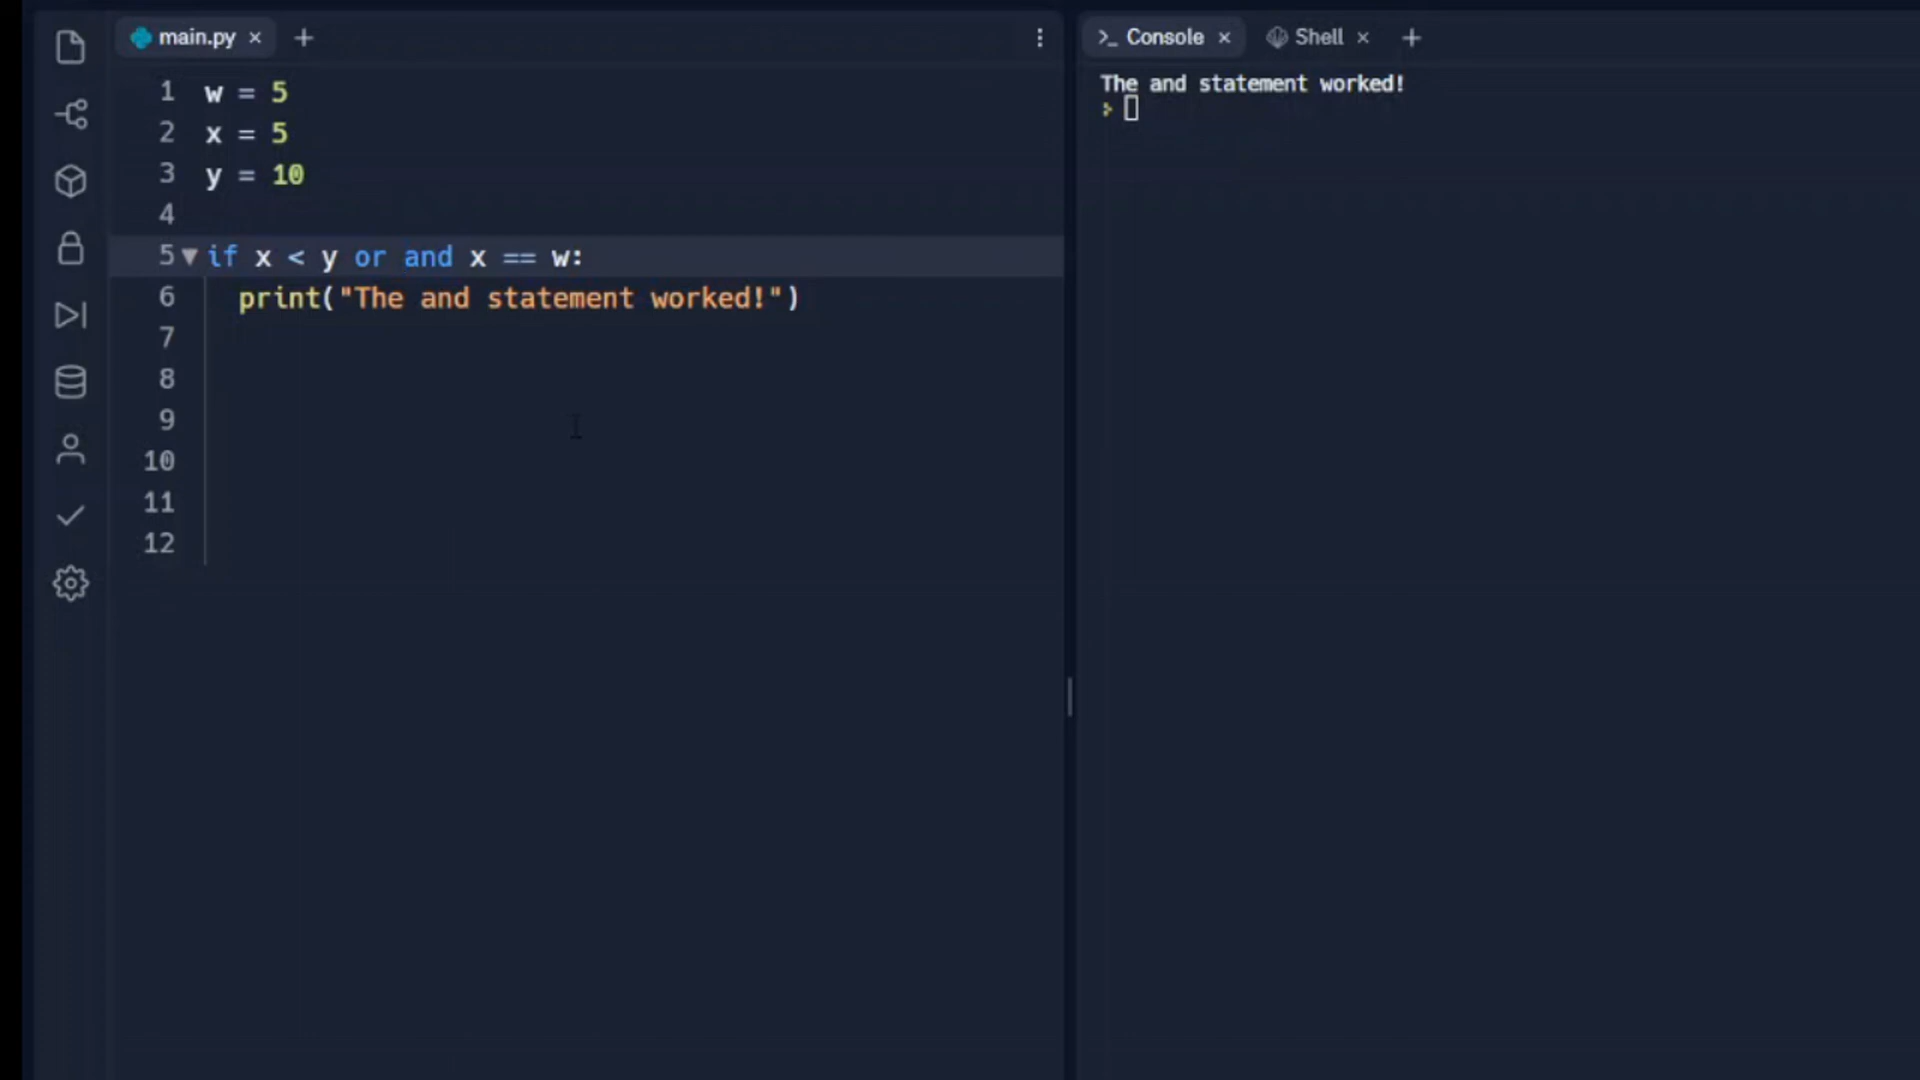 main.py × +
1 w = 5
2 x = 5
3 y = 10
4
5 if x < y or and x == w:
6 print("The and statement worked!")
7
8
9
10
11
12
>_ Console × Shell × +
The and statement worked!